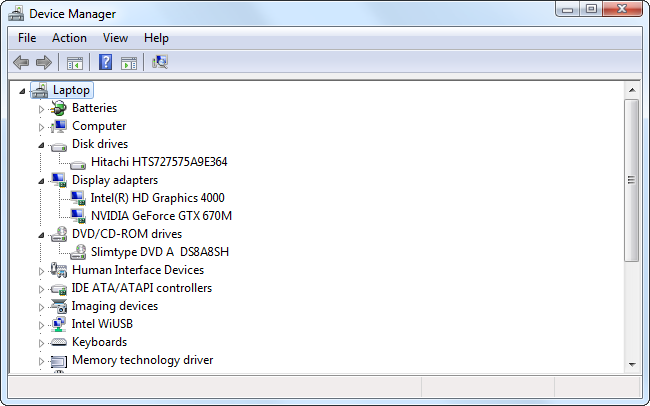 Device Manager
File Action View Help
Laptop
Batteries
Computer
Disk drives
Hitachi HTS727575A9E364
Display adapters
Intel(R) HD Graphics 4000
NVIDIA GeForce GTX 670M
DVD/CD-ROM drives
Slimtype DVD A  DS8A8SH
Human Interface Devices
IDE ATA/ATAPI controllers
Imaging devices
Intel WiUSB
Keyboards
Memory technology driver